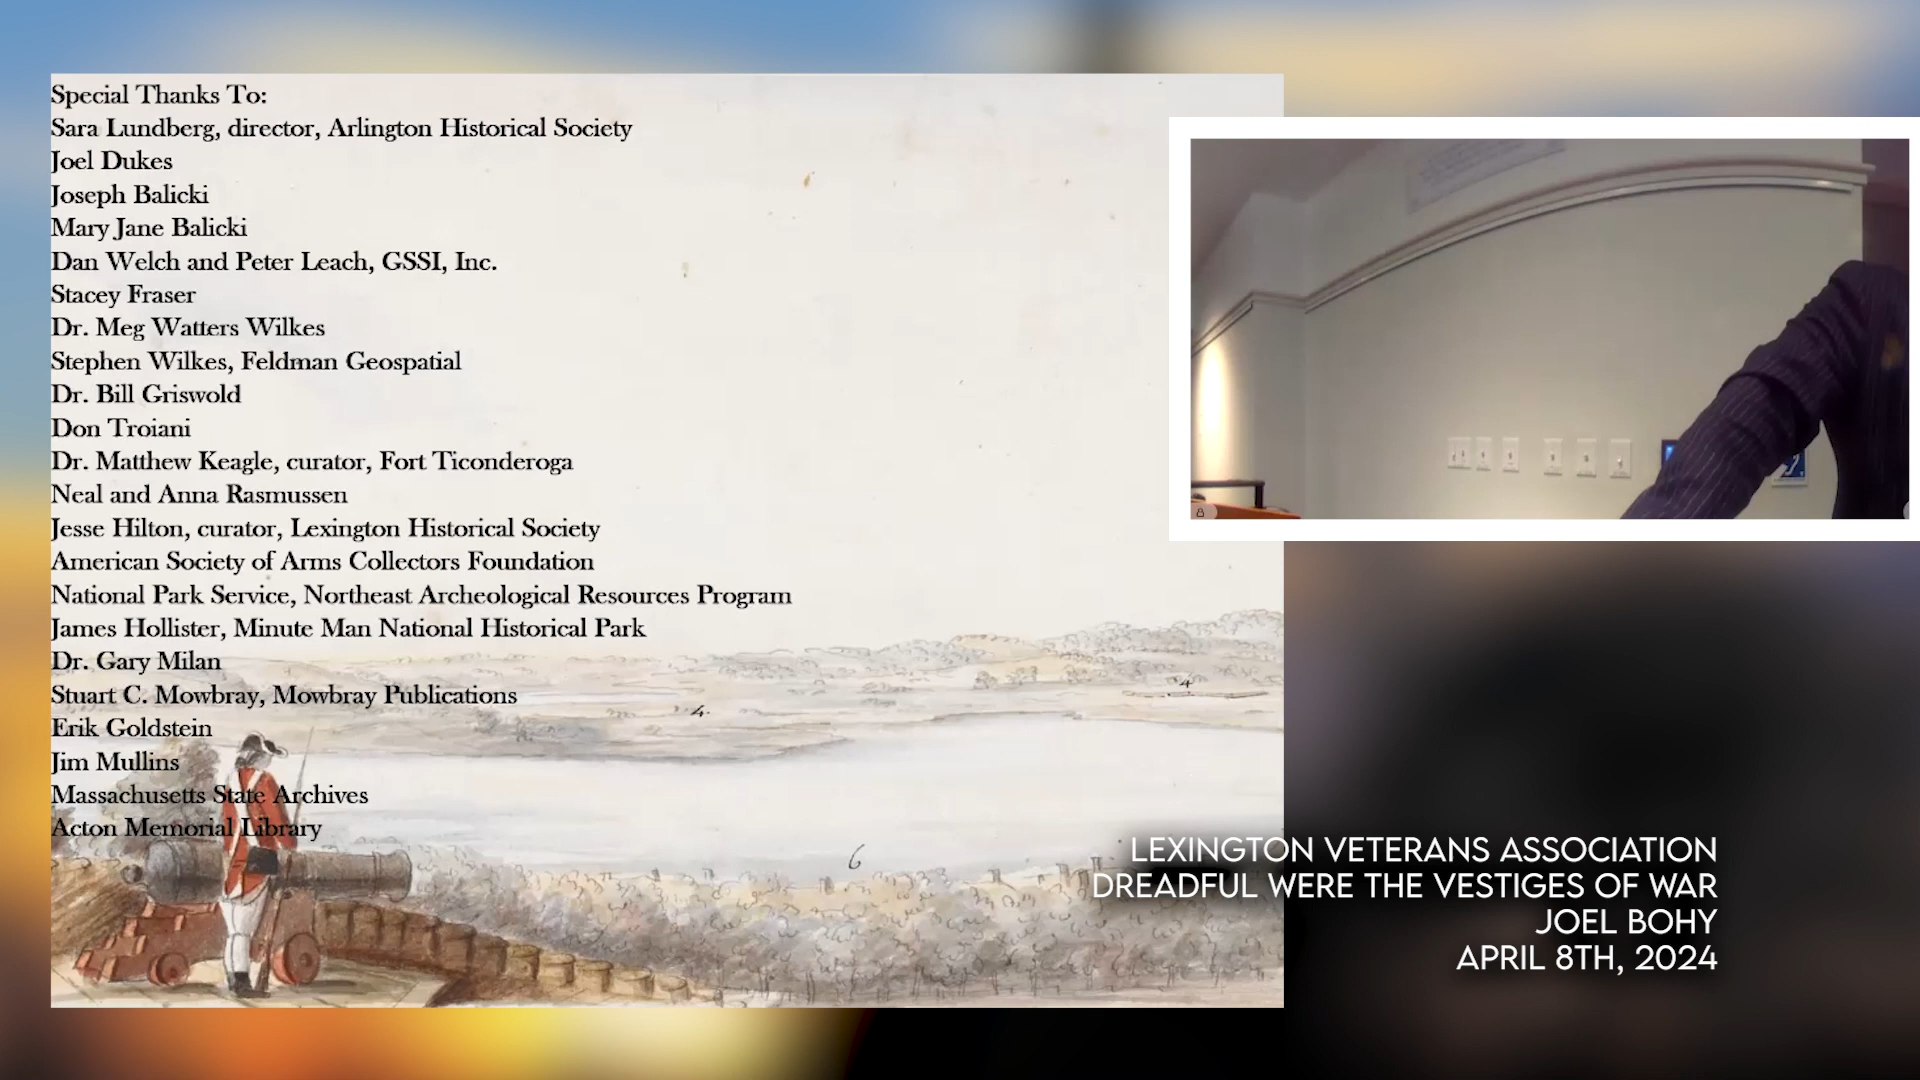 Special Thanks To:
Sara Lundberg, director, Arlington Historical Society
Joel Dukes
Joseph Balicki
Mary Jane Balicki
Dan Welch and Peter Leach, GSSI, Inc.
Stacey Fraser
Dr. Meg Watters Wilkes
Stephen Wilkes, Feldman Geospatial
Dr. Bill Griswold
Don Troiani
Dr. Matthew Keagle, curator, Fort Ticonderoga
Neal and Anna Rasmussen
Jesse Hilton, curator, Lexington Historical Society
American Society of Arms Collectors Foundation
National Park Service, Northeast Archeological Resources Program
James Hollister, Minute Man National Historical Park
Dr. Gary Milan
Stuart C. Mowbray, Mowbray Publications
Erik Goldstein
Jim Mullins
Massachusetts State Archives
Acton Memorial Library
4
4
6
LEXINGTON VETERANS ASSOCIATION
DREADFUL WERE THE VESTIGES OF WAR
JOEL BOHY
APRIL 8TH, 2024